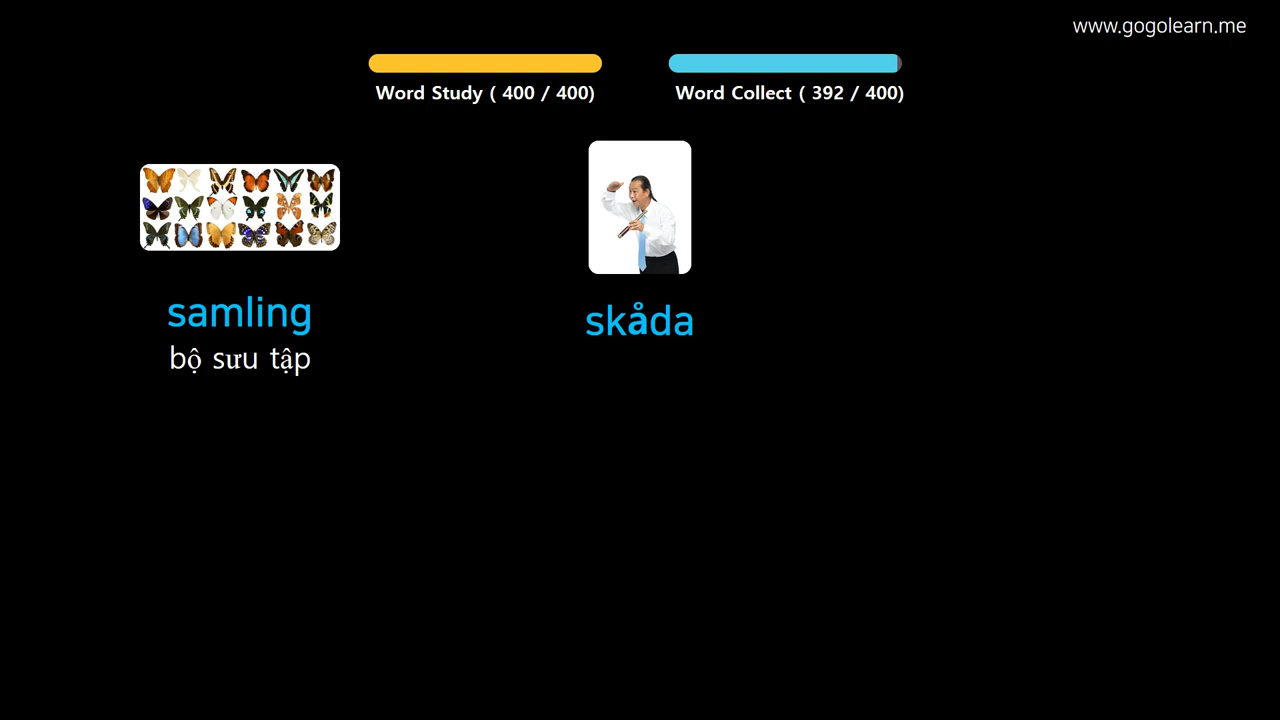 www.gogolearn.me
Word Study ( 400 / 400)
Word Collect ( 392 / 400)
samling
bộ sưu tập
skåda